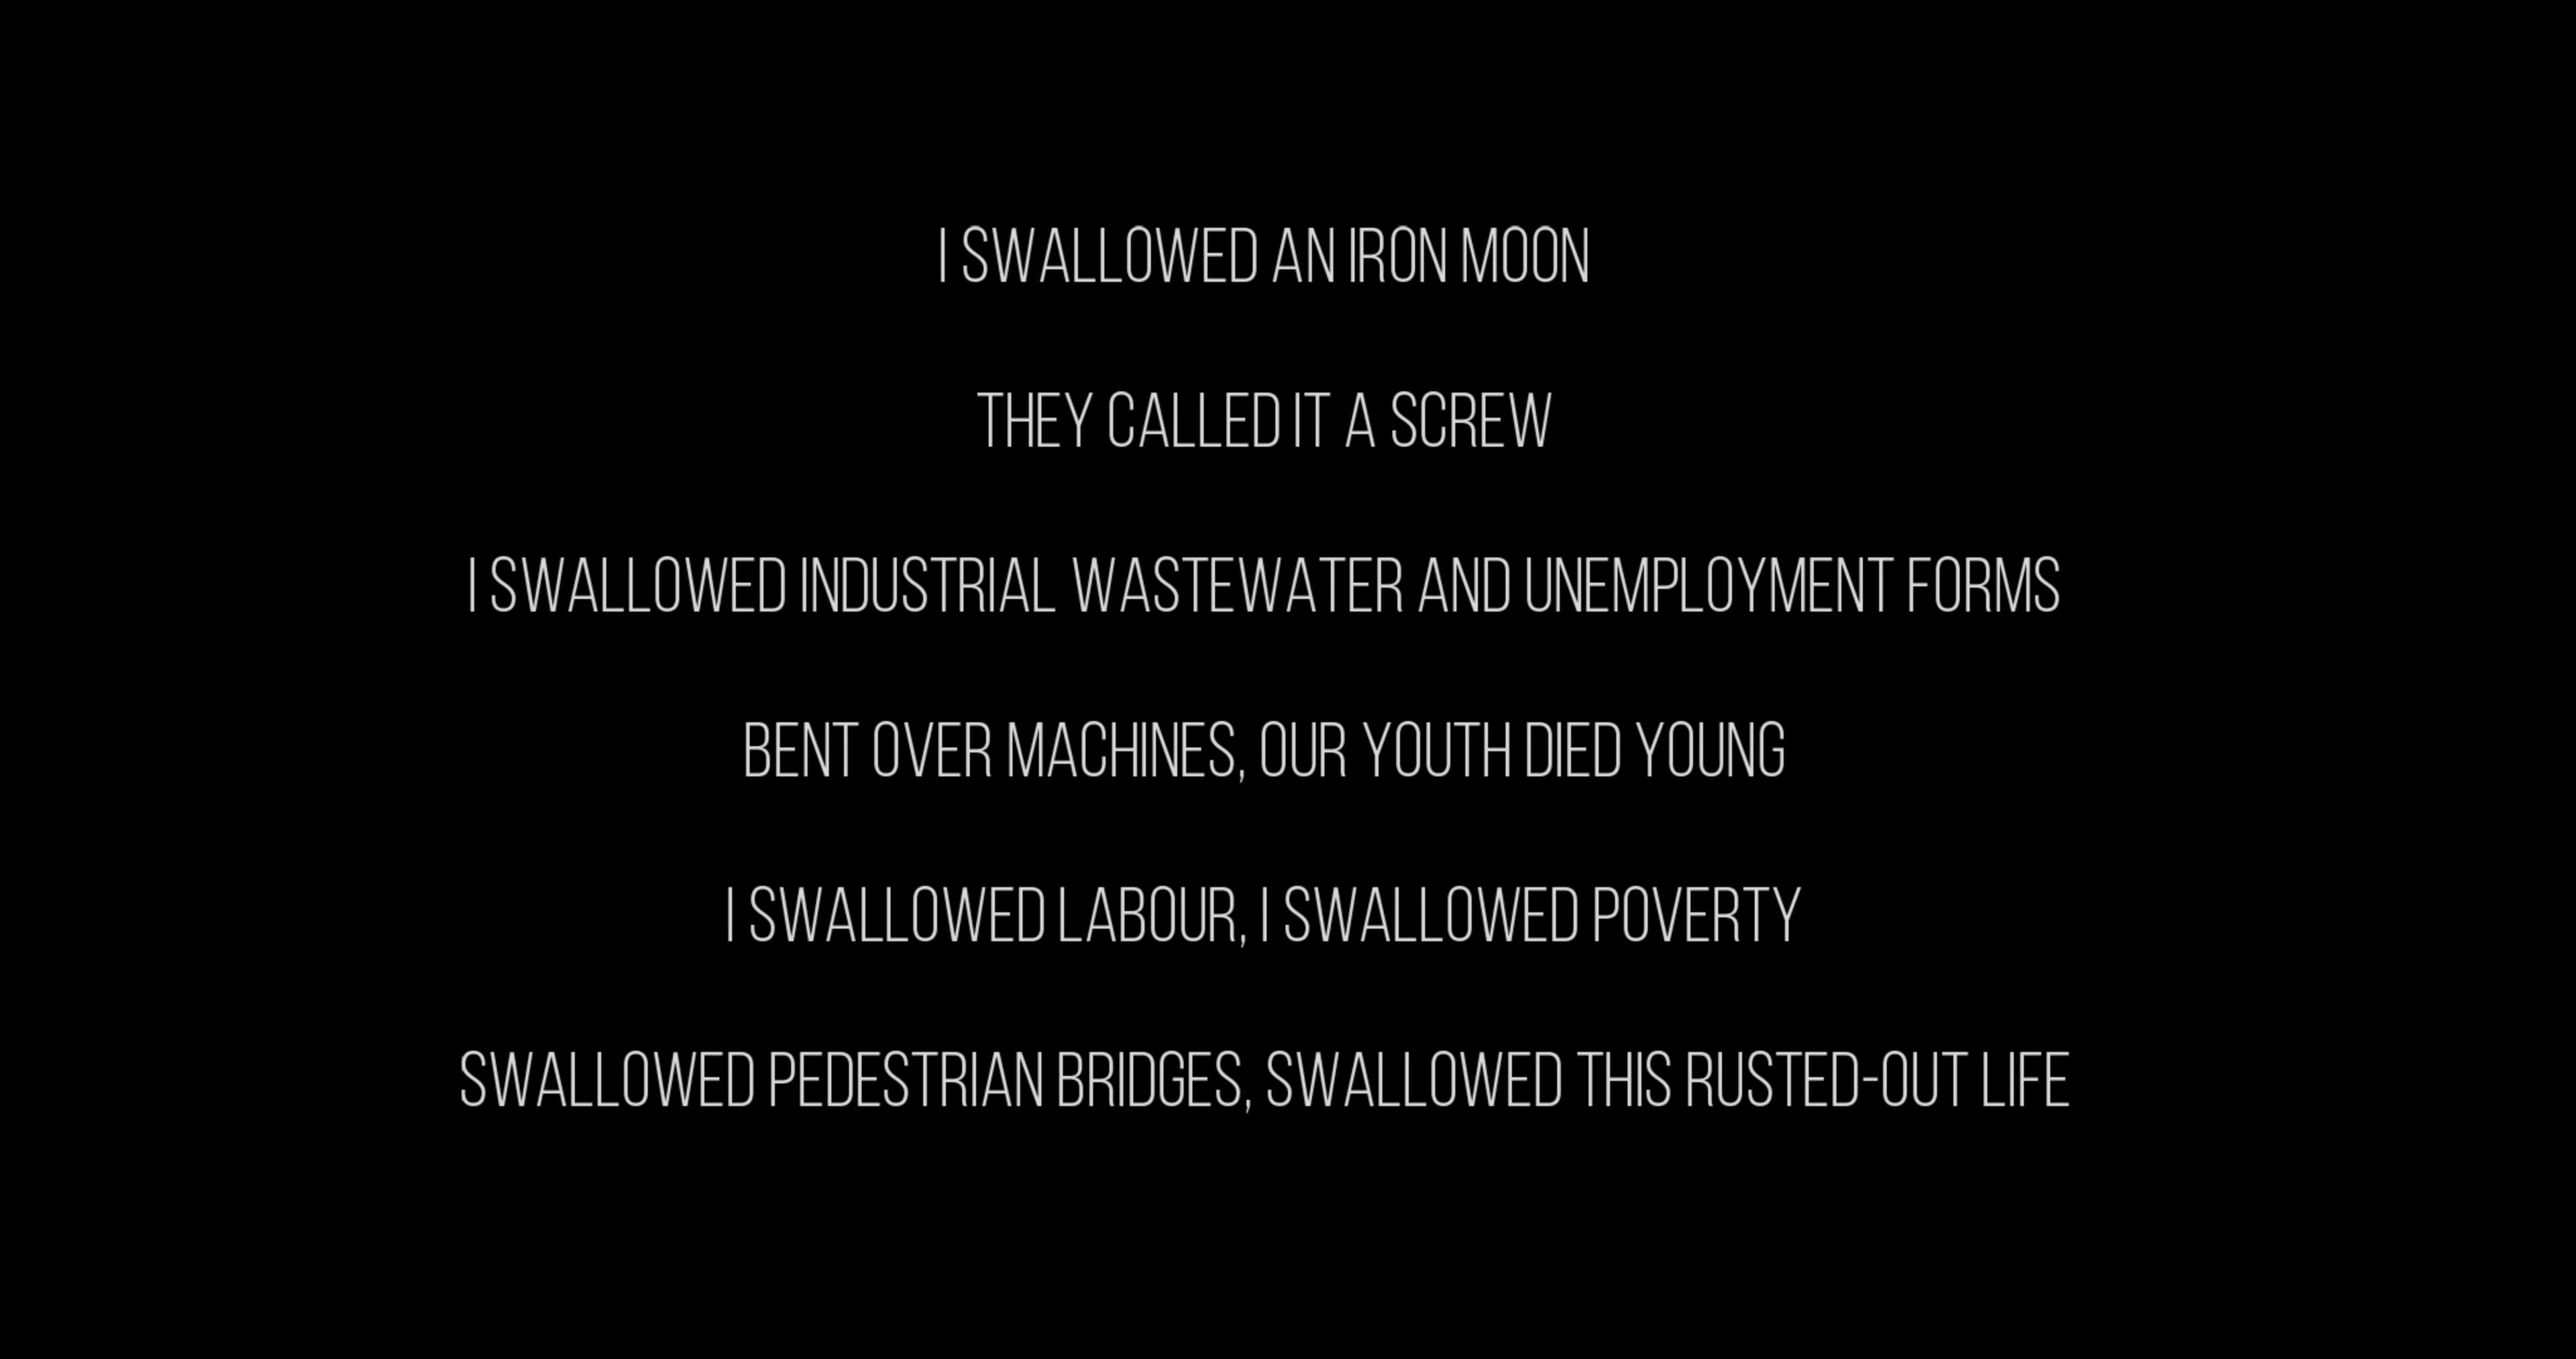 I SWALLOWED AN IRON MOON
THEY CALLED IT A SCREW
I SWALLOWED INDUSTRIAL WASTEWATER AND UNEMPLOYMENT FORMS
BENT OVER MACHINES, OUR YOUTH DIED YOUNG
I SWALLOWED LABOUR, I SWALLOWED POVERTY
SWALLOWED PEDESTRIAN BRIDGES, SWALLOWED THIS RUSTED-OUT LIFE